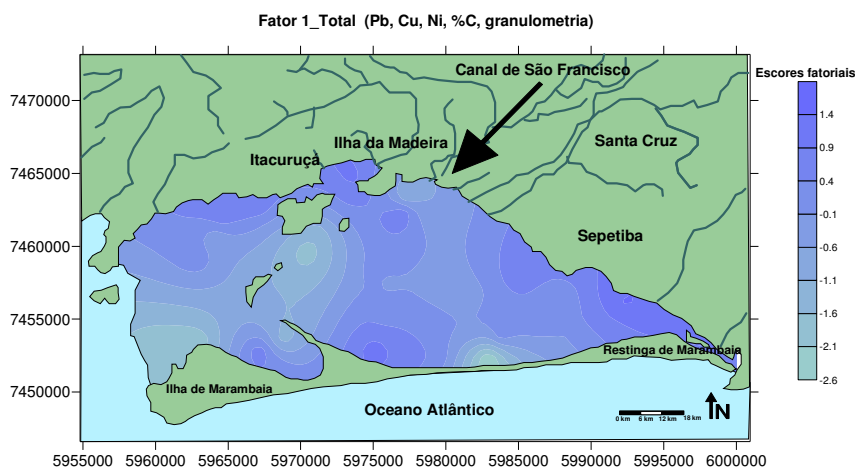 Fator 1_Total (Pb, Cu, Ni, %C, granulometria)
Canal de São Francisco
Escores fatoriais
7470000
7465000
7460000
7455000
7450000
Ilha da Madeira
Itacuruçá
Santa Cruz
Sepetiba
Restinga de Marambaia
Ilha de Marambaia
Oceano Atlântico
N
0 km 6 km 12 km 18 km
1.4
0.9
0.4
-0.1
-0.6
-1.1
-1.6
-2.1
-2.6
5955000 5960000 5965000 5970000 5975000 5980000 5985000 5990000 5995000 6000000